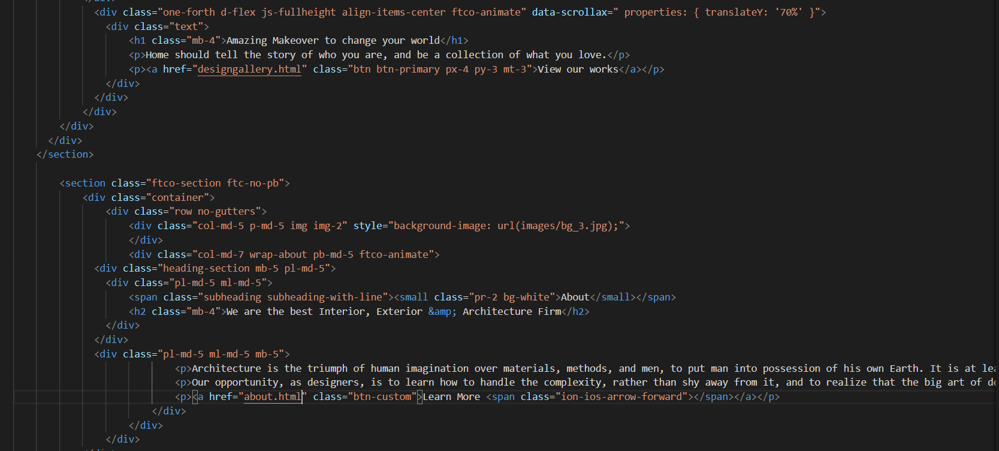 <div class="one-forth d-flex js-fullheight align-items-center ftco-animate" data-scrollax=" properties: { translateY: '70%' }">
<div class="text">
<h1 class="mb-4">Amazing Makeover to change your world</h1>
<p>Home should tell the story of who you are, and be a collection of what you love.</p>
<p><a href="designgallery.html" class="btn btn-primary px-4 py-3 mt-3">View our works</a></p>
</div>
</div>
</div>
</div>
</div>
</section>
<section class="ftco-section ftc-no-pb">
<div class="container">
<div class="row no-gutters">
<div class="col-md-5 p-md-5 img img-2" style="background-image: url(images/bg_3.jpg);">
</div>
<div class="col-md-7 wrap-about pb-md-5 ftco-animate">
<div class="heading-section mb-5 pl-md-5">
<div class="pl-md-5 ml-md-5">
<span class="subheading subheading-with-line"><small class="pr-2 bg-white">About</small></span>
<h2 class="mb-4">We are the best Interior, Exterior &amp; Architecture Firm</h2>
</div>
</div>
<div class="pl-md-5 ml-md-5 mb-5">
<p>Architecture is the triumph of human imagination over materials, methods, and men, to put man into possession of his own Earth. It is at lea
<p>Our opportunity, as designers, is to learn how to handle the complexity, rather than shy away from it, and to realize that the big art of de
<p><a href="about.html" class="btn-custom">Learn More <span class="ion-ios-arrow-forward"></span></a></p>
</div>
</div>
</div>